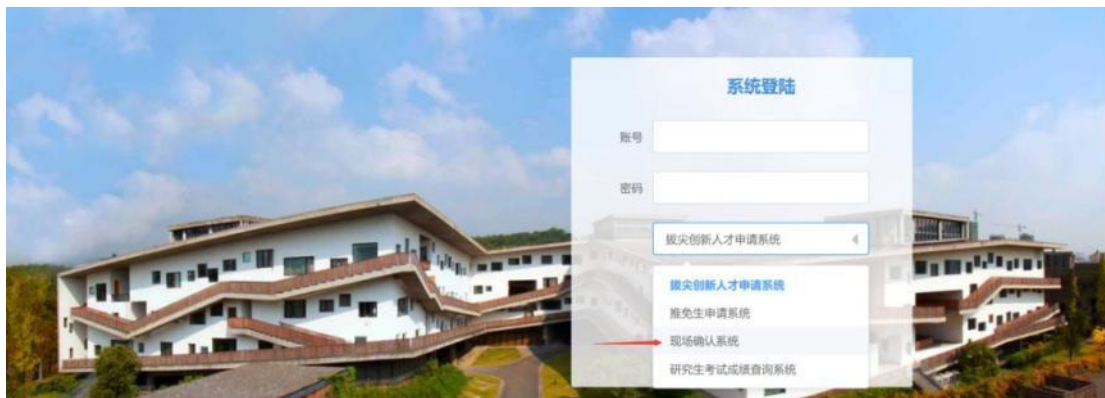 系统登陆
账号
密码
拔尖创新人才申请系统
拔尖创新人才申请系统
推免生申请系统
现场确认系统
研究生考试成绩查询系统